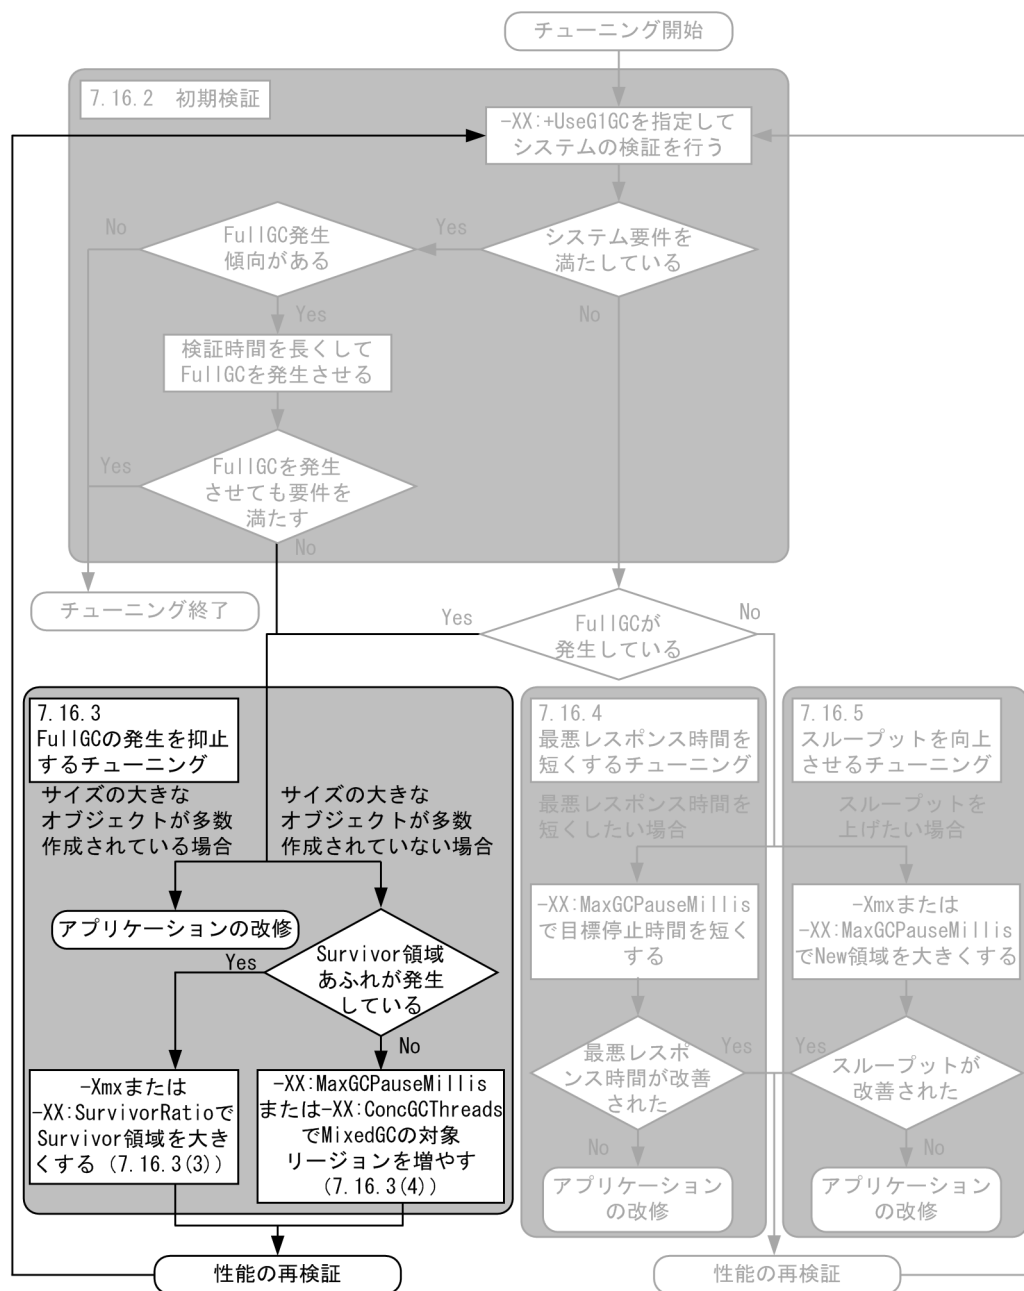 チューニング開始
7.16.2　初期検証
-XX:+UseG1GCを指定して
システムの検証を行う
No
FullGC発生
傾向がある
Yes
システム要件を
満たしている
Yes
No
検証時間を長くして
FullGCを発生させる
Yes
FullGCを発生
させても要件を
満たす
No
チューニング終了
Yes
FullGCが
発生している
No
7.16.3
FullGCの発生を抑止
するチューニング
サイズの大きな
オブジェクトが多数
作成されている場合
サイズの大きな
オブジェクトが多数
作成されていない場合
アプリケーションの改修
Yes
Survivor領域
あふれが発生
している
No
-Xmxまたは
-XX:SurvivorRatioで
Survivor領域を大き
くする（7.16.3(3)）
-XX:MaxGCPauseMillis
または-XX:ConcGCThreads
でMixedGCの対象
リージョンを増やす
（7.16.3(4)）
性能の再検証
7.16.4
最悪レスポンス時間を
短くするチューニング
最悪レスポンス時間を
短くしたい場合
-XX:MaxGCPauseMillis
で目標停止時間を短く
する
最悪レスポ
ンス時間が改善
された
Yes
No
アプリケーション
の改修
7.16.5
スループットを向上
させるチューニング
スループットを
上げたい場合
-Xmxまたは
-XX:MaxGCPauseMillis
でNew領域を大きくする
Yes
スループットが
改善された
No
アプリケーション
の改修
性能の再検証